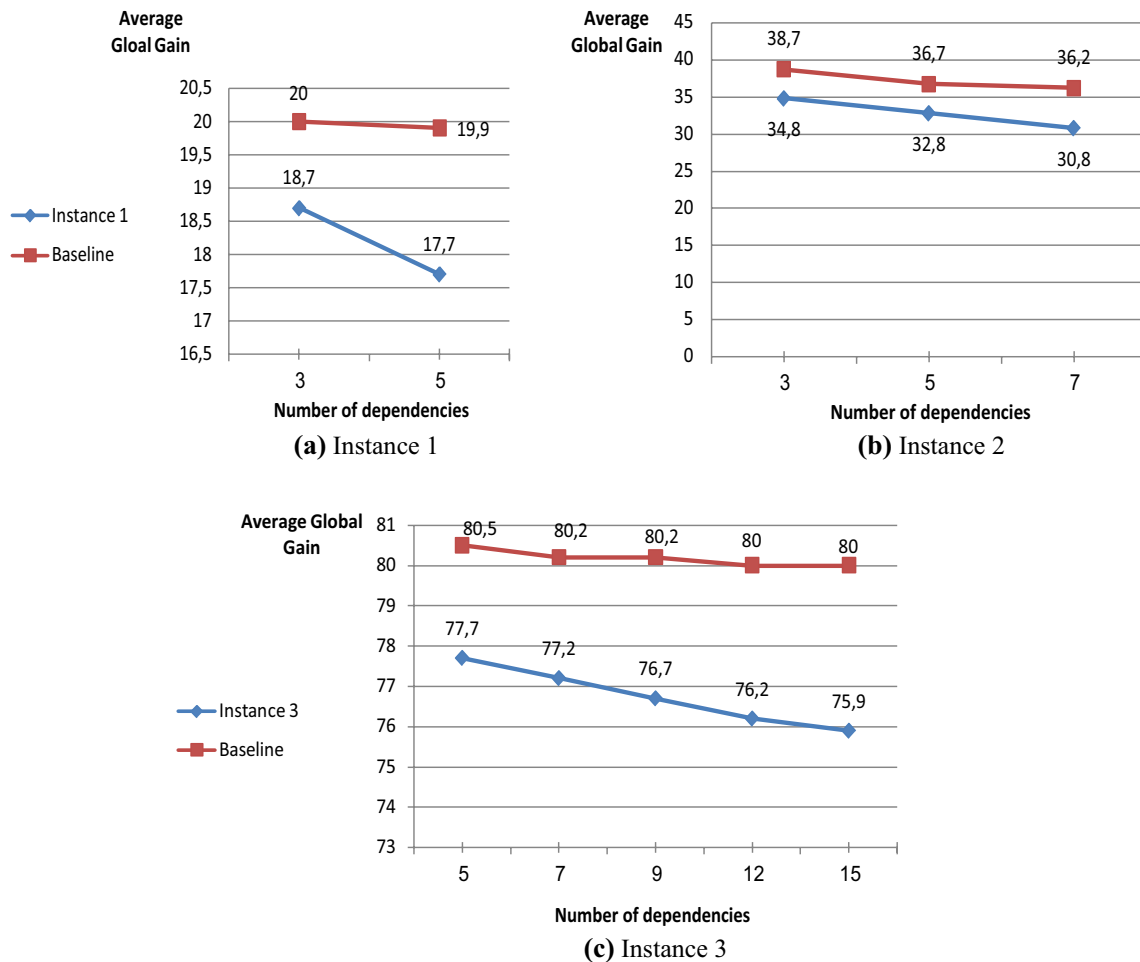 Average
Gloal Gain
20,5
20
19,5
19
18,5
18
17,5
17
16,5
20
19,9
18,7
17,7
Instance 1
Baseline
3 5
Number of dependencies
(a) Instance 1
Average
Global Gain
45
40
35
30
25
20
15
10
5
0
38,7 36,7 36,2
34,8 32,8 30,8
3 5 7
Number of dependencies
(b) Instance 2
Average Global
Gain
81
80
79
78
77
76
75
74
73
80,5 80,2 80,2 80 80
77,7 77,2 76,7 76,2 75,9
Instance 3
Baseline
5 7 9 12 15
Number of dependencies
(c) Instance 3